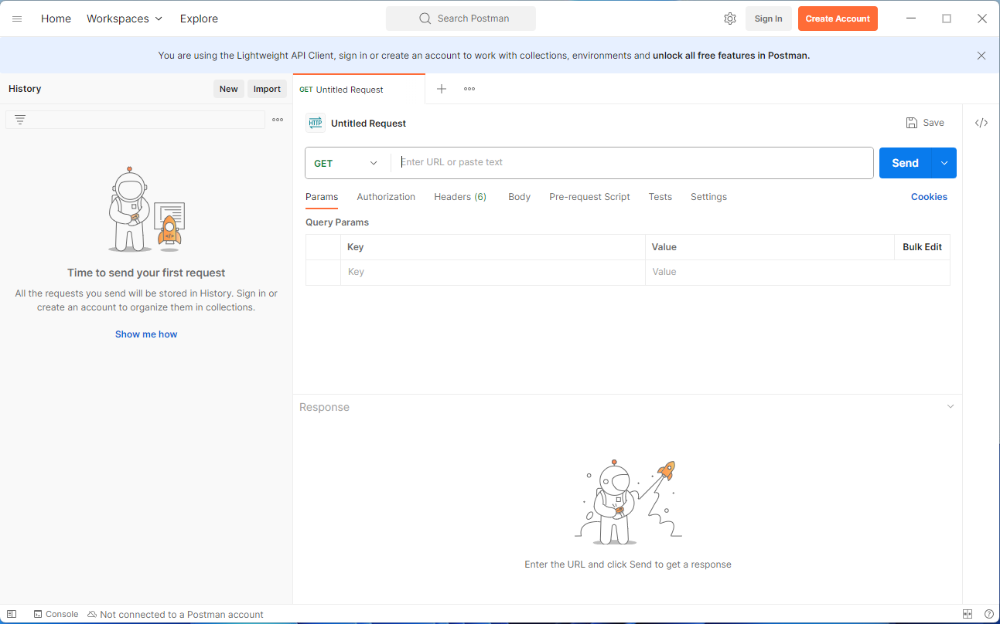 Home Workspaces Explore Search Postman Sign In Create Account
You are using the Lightweight API Client, sign in or create an account to work with collections, environments and unlock all free features in Postman.
History New Import GET Untitled Request
HTTP Untitled Request Save </>
GET Enter URL or paste text Send
Params Authorization Headers (6) Body Pre-request Script Tests Settings Cookies
Query Params
Key Value Bulk Edit
Key Value
</>
Time to send your first request
All the requests you send will be stored in History. Sign in or
create an account to organize them in collections.
Show me how
Response
Enter the URL and click Send to get a response
Console Not connected to a Postman account